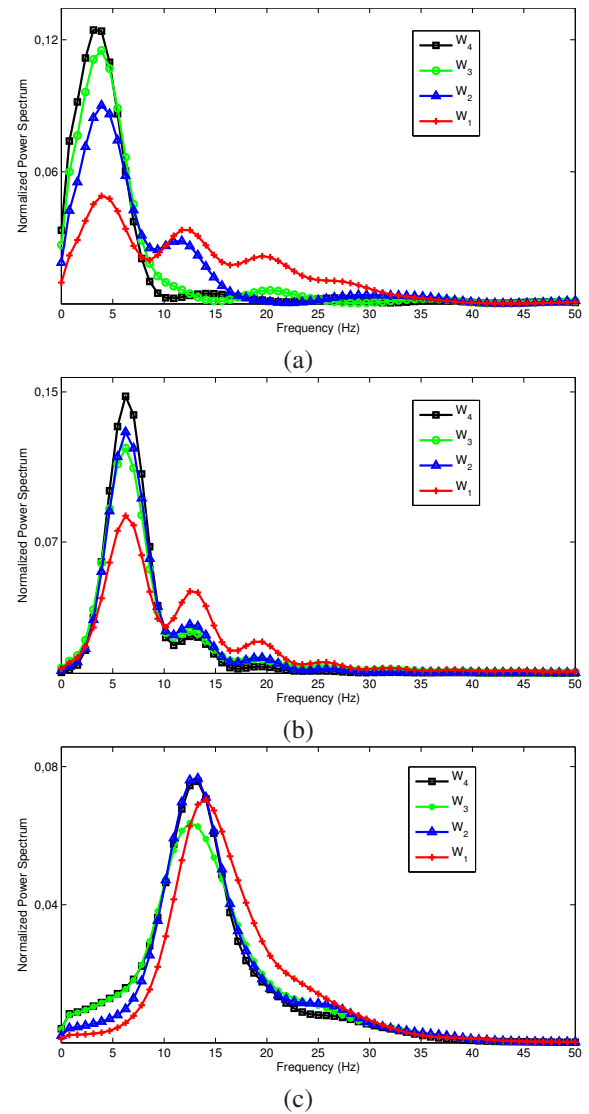 0,12
0,06
Normalized Power Spectrum
W4
W3
W2
W1
0 5 10 15 20 25 30 35 40 45 50
Frequency (Hz)
(a)
0,15
0,07
Normalized Power Spectrum
W4
W3
W2
W1
0 5 10 15 20 25 30 35 40 45 50
Frequency (Hz)
(b)
0,08
0,04
Normalized Power Spectrum
W4
W3
W2
W1
0 5 10 15 20 25 30 35 40 45 50
Frequency (Hz)
(c)